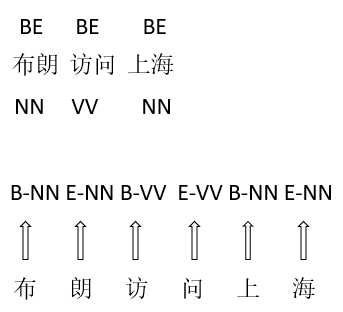 BE BE BE
布朗 访问 上海
NN VV NN
B-NN E-NN B-VV E-VV B-NN E-NN
布 朗 访 问 上 海